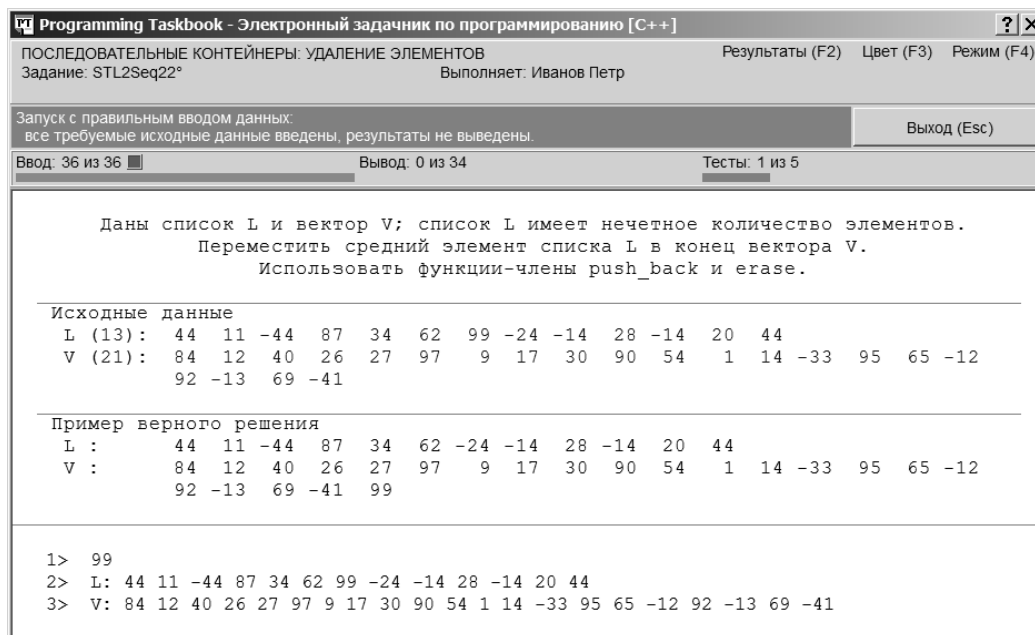 Programming Taskbook - Электронный задачник по программированию [C++]
ПОСЛЕДОВАТЕЛЬНЫЕ КОНТЕЙНЕРЫ: УДАЛЕНИЕ ЭЛЕМЕНТОВ Результаты (F2) Цвет (F3) Режим (F4)
Задание: STL2Seq22° Выполняет: Иванов Петр
Запуск с правильным вводом данных:
все требуемые исходные данные введены, результаты не выведены.
Выход (Esc)
Ввод: 36 из 36 Вывод: 0 из 34 Тесты: 1 из 5
Даны список L и вектор V; список L имеет нечетное количество элементов.
Переместить средний элемент списка L в конец вектора V.
Использовать функции-члены push_back и erase.
Исходные данные
L (13): 44 11 -44 87 34 62 99 -24 -14 28 -14 20 44
V (21): 84 12 40 26 27 97 9 17 30 90 54 1 14 -33 95 65 -12
92 -13 69 -41
Пример верного решения
L : 44 11 -44 87 34 62 -24 -14 28 -14 20 44
V : 84 12 40 26 27 97 9 17 30 90 54 1 14 -33 95 65 -12
92 -13 69 -41 99
1> 99
2> L: 44 11 -44 87 34 62 99 -24 -14 28 -14 20 44
3> V: 84 12 40 26 27 97 9 17 30 90 54 1 14 -33 95 65 -12 92 -13 69 -41